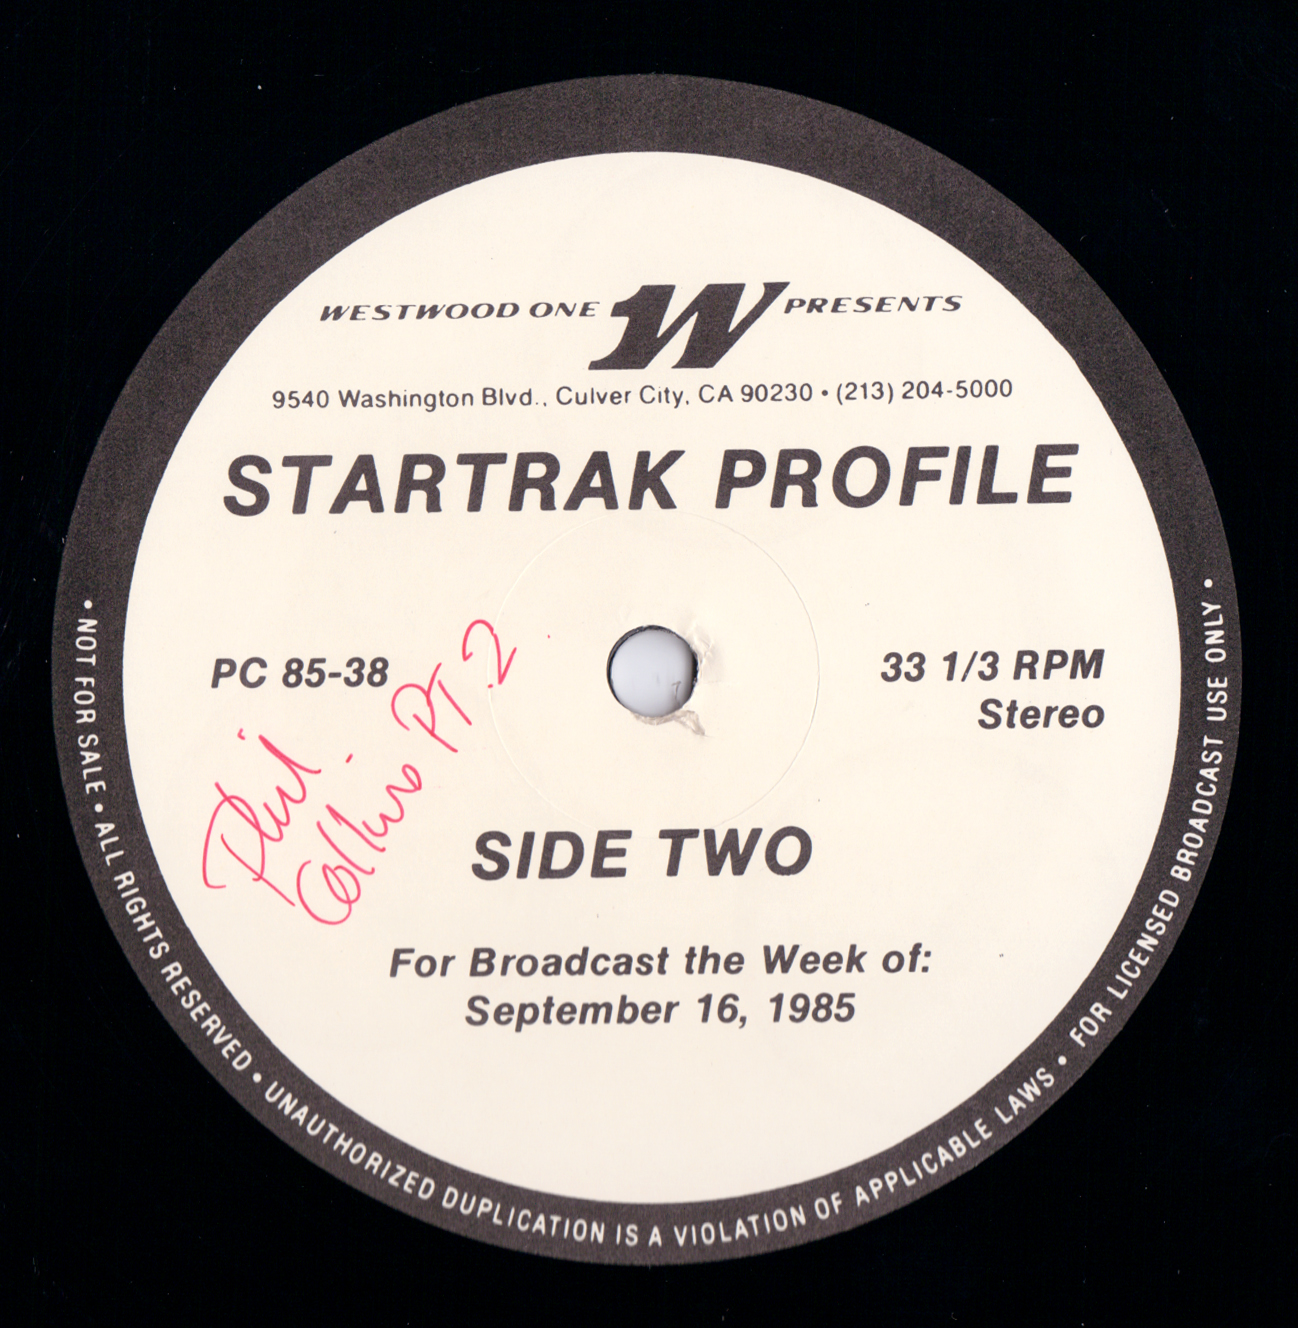 WESTWOOD ONE W PRESENTS
9540 Washington Blvd., Culver City, CA 90230 • (213) 204-5000
STARTRAK PROFILE
PC 85-38
33 1/3 RPM
Stereo
Phil
Collins PT.2
SIDE TWO
For Broadcast the Week of:
September 16, 1985
• NOT FOR SALE • ALL RIGHTS RESERVED • UNAUTHORIZED DUPLICATION IS A VIOLATION OF APPLICABLE LAWS • FOR LICENSED BROADCAST USE ONLY •